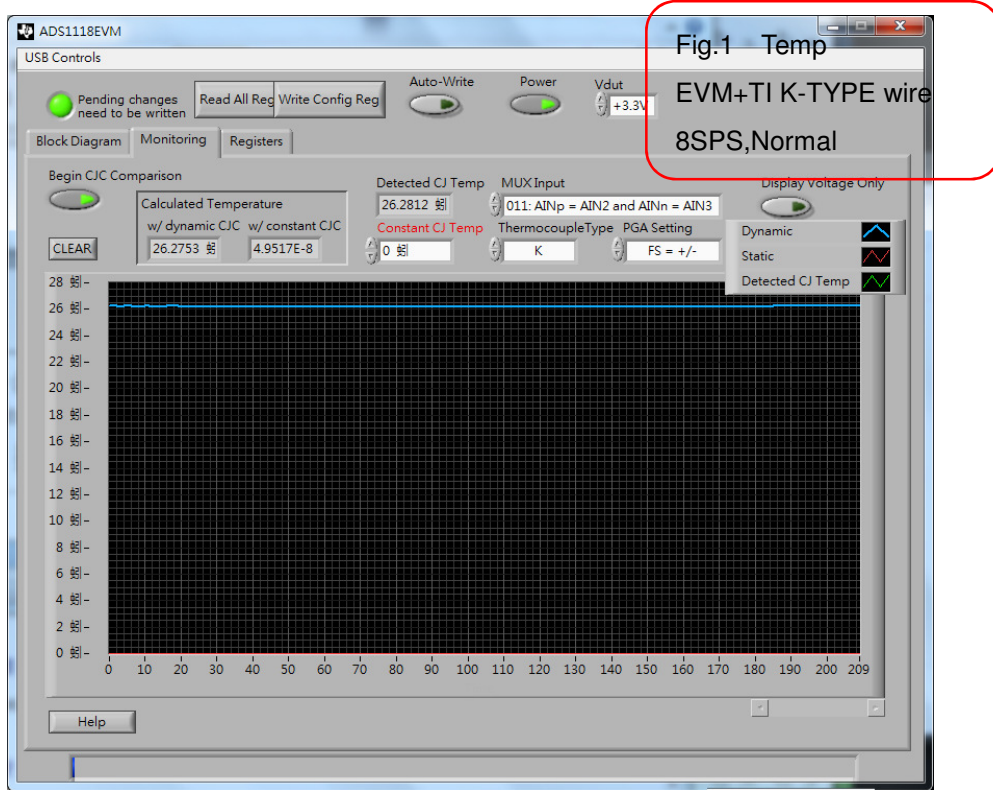 ADS1118EVM
Fig.1 Temp
EVM+TI K-TYPE wire
8SPS,Normal
USB Controls
Pending changes
need to be written
Read All Reg
Write Config Reg
Auto-Write
Power
Vdut
+3.3V
Block Diagram
Monitoring
Registers
Begin CJC Comparison
Calculated Temperature
w/ dynamic CJC
w/ constant CJC
26.2753
4.9517E-8
CLEAR
Detected CJ Temp
26.2812
MUX Input
011: AINp = AIN2 and AINn = AIN3
Constant CJ Temp
0
ThermocoupleType
K
PGA Setting
FS = +/-
Display Voltage Only
Dynamic
Static
Detected CJ Temp
28
26
24
22
20
18
16
14
12
10
8
6
4
2
0
0 10 20 30 40 50 60 70 80 90 100 110 120 130 140 150 160 170 180 190 200 209
Help